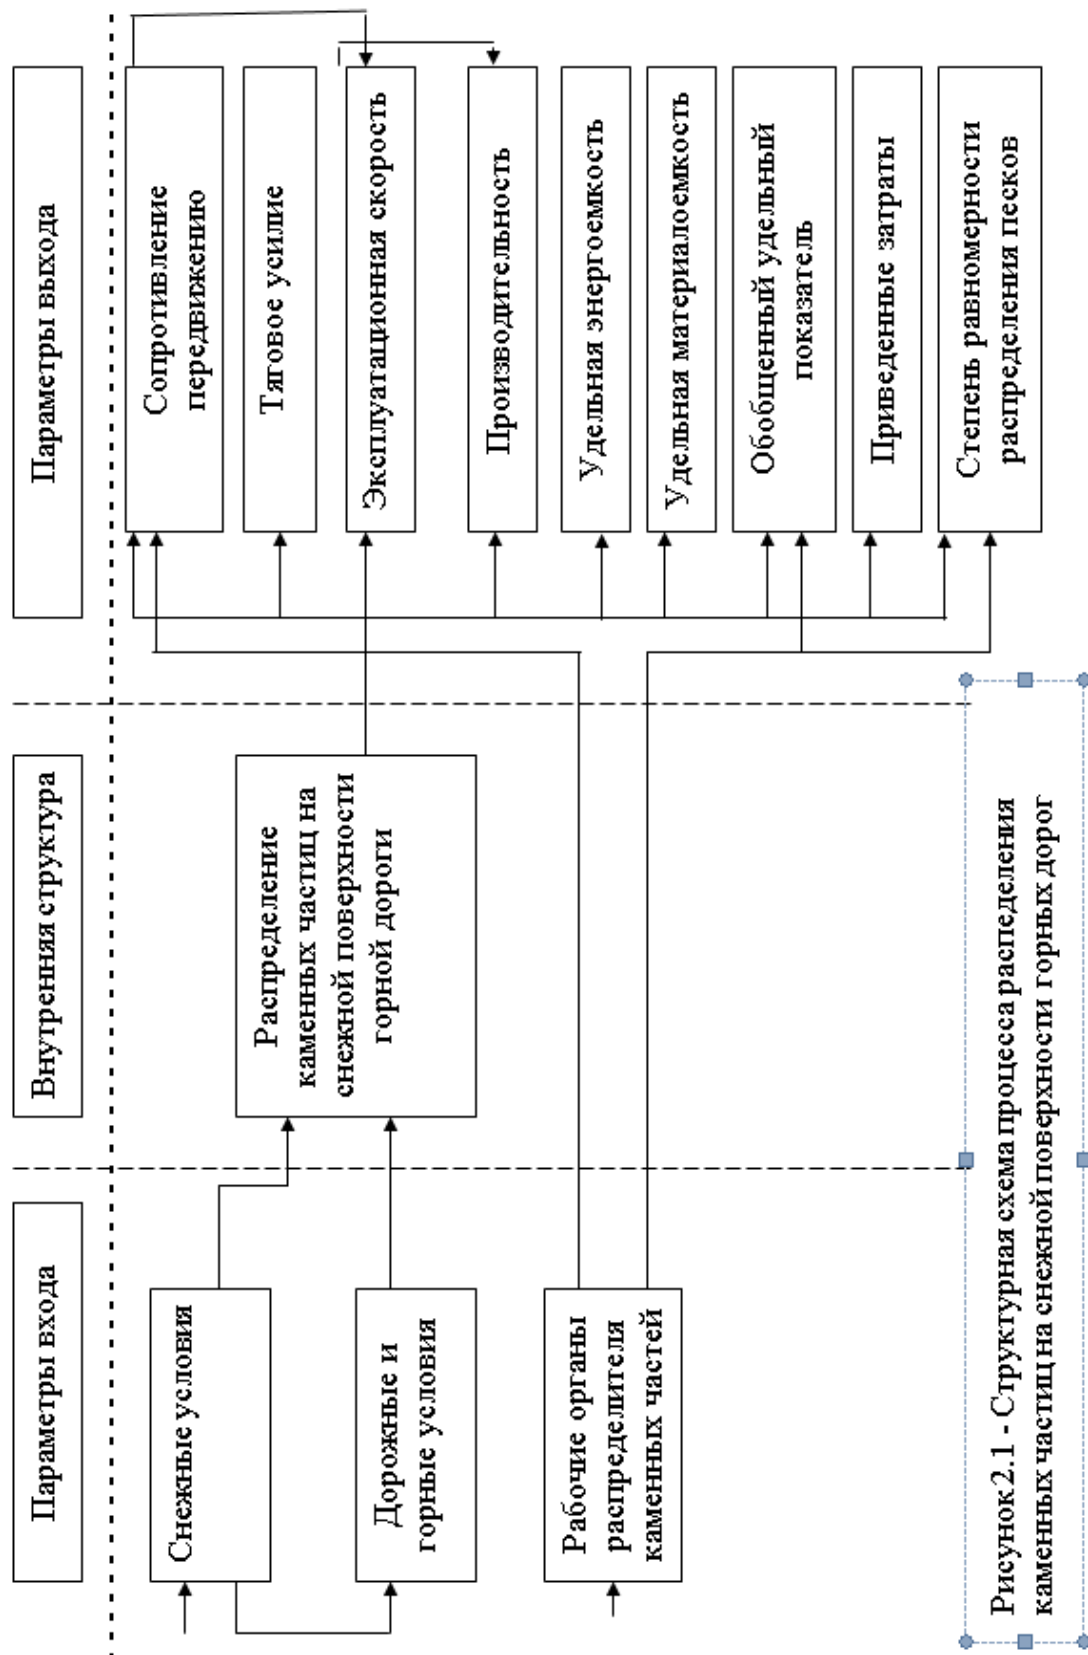 Параметры входа
Внутренняя структура
Параметры выхода
Снежные условия
Дорожные и
горные условия
Рабочие органы
распределителя
каменных частей
Распределение
каменных частиц на
снежной поверхности
горной дороги
Сопротивление
передвижению
Тяговое усилие
Эксплуатационная скорость
Производительность
Удельная энергоемкость
Удельная материалоемкость
Обобщенный удельный
показатель
Приведенные затраты
Степень равномерности
распределения песков
Рисунок 2.1 - Структурная схема процесса распеделения
каменных частиц на снежной поверхности горных дорог